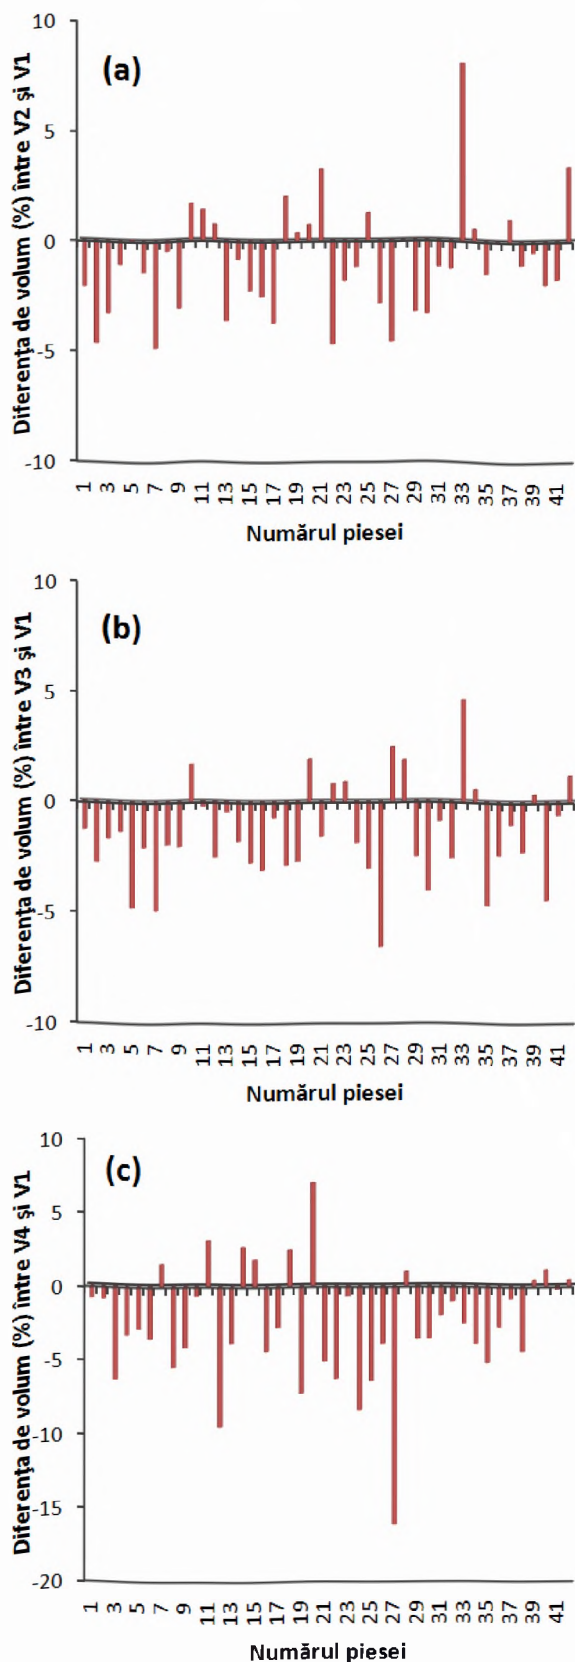 (a)
Diferența de volum (%) între V2 și V1
10
5
0
-5
-10
1 3 5 7 9 11 13 15 17 19 21 23 25 27 29 31 33 35 37 39 41
Numărul piesei
(b)
Diferența de volum (%) între V3 și V1
10
5
0
-5
-10
1 3 5 7 9 11 13 15 17 19 21 23 25 27 29 31 33 35 37 39 41
Numărul piesei
(c)
Diferența de volum (%) între V4 și V1
10
5
0
-5
-10
-15
-20
1 3 5 7 9 11 13 15 17 19 21 23 25 27 29 31 33 35 37 39 41
Numărul piesei